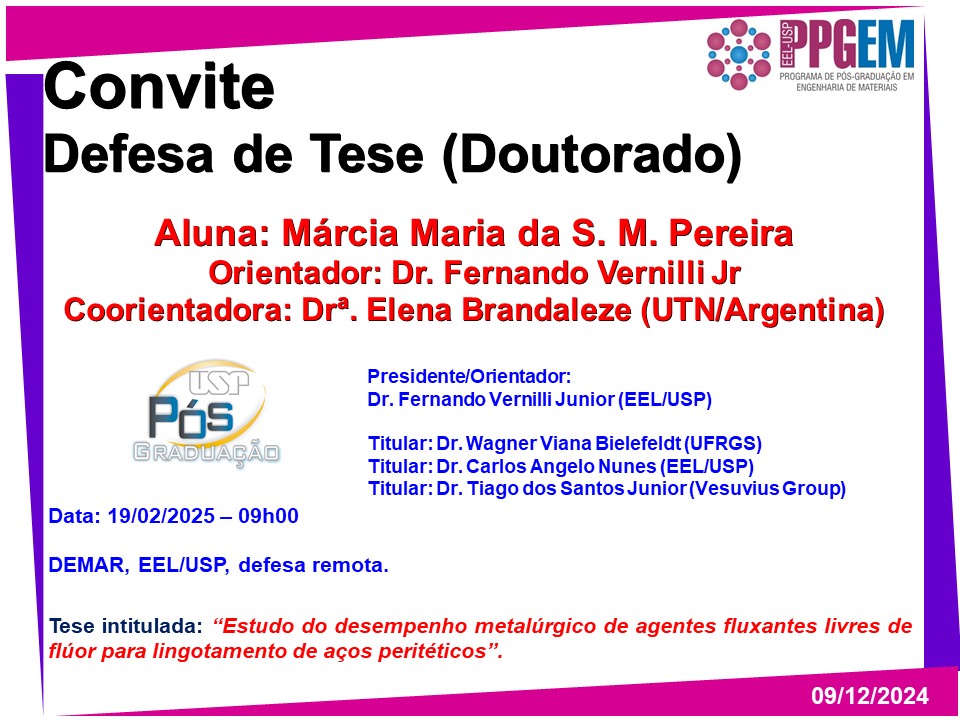 EEL-USP
PPGEM
PROGRAMA DE PÓS-GRADUAÇÃO EM
ENGENHARIA DE MATERIAIS
Convite
Defesa de Tese (Doutorado)
Aluna: Márcia Maria da S. M. Pereira
Orientador: Dr. Fernando Vernilli Jr
Coorientadora: Drª. Elena Brandaleze (UTN/Argentina)
USP
Pós
GRADUAÇÃO
Presidente/Orientador:
Dr. Fernando Vernilli Junior (EEL/USP)
Titular: Dr. Wagner Viana Bielefeldt (UFRGS)
Titular: Dr. Carlos Angelo Nunes (EEL/USP)
Titular: Dr. Tiago dos Santos Junior (Vesuvius Group)
Data: 19/02/2025 – 09h00
DEMAR, EEL/USP, defesa remota.
Tese intitulada: “Estudo do desempenho metalúrgico de agentes fluxantes livres de
flúor para lingotamento de aços peritéticos”.
09/12/2024